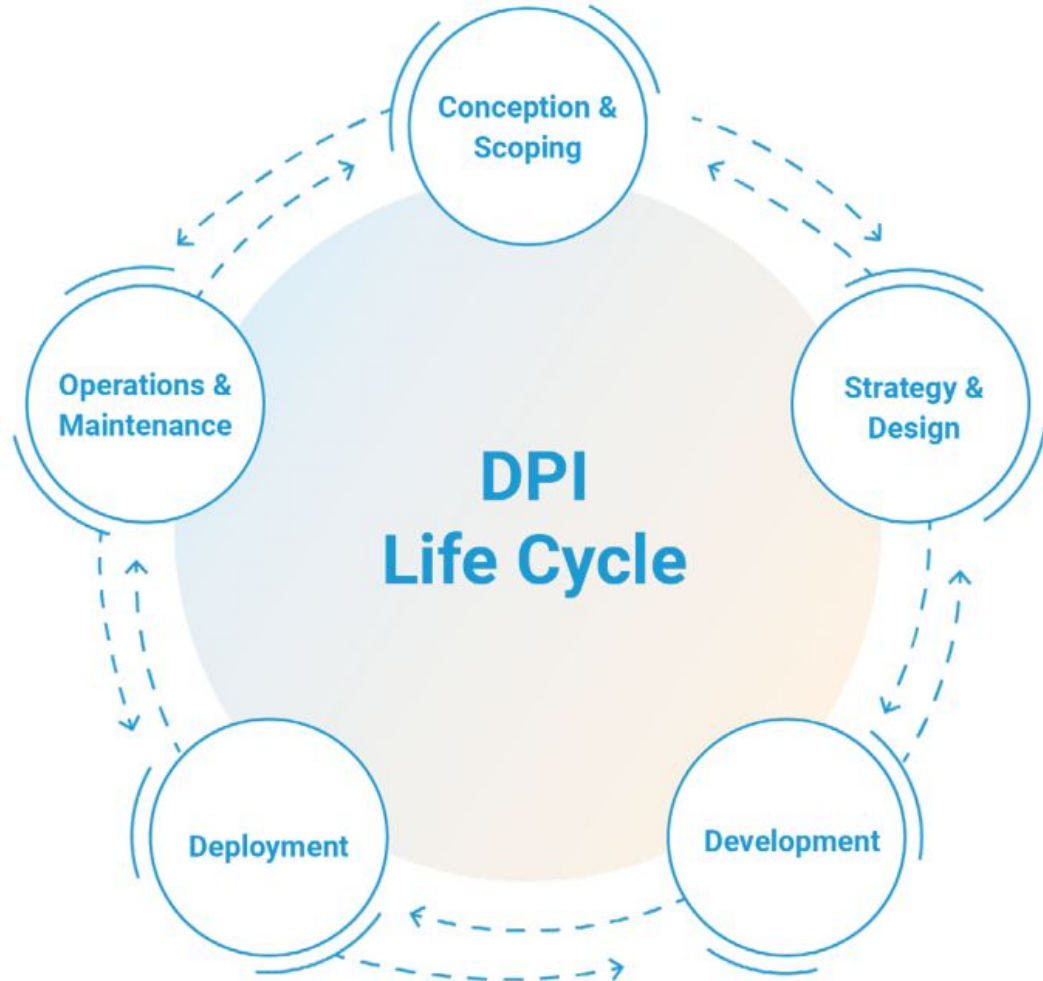 Conception &
Scoping
Strategy &
Design
Development
Deployment
Operations &
Maintenance
DPI
Life Cycle